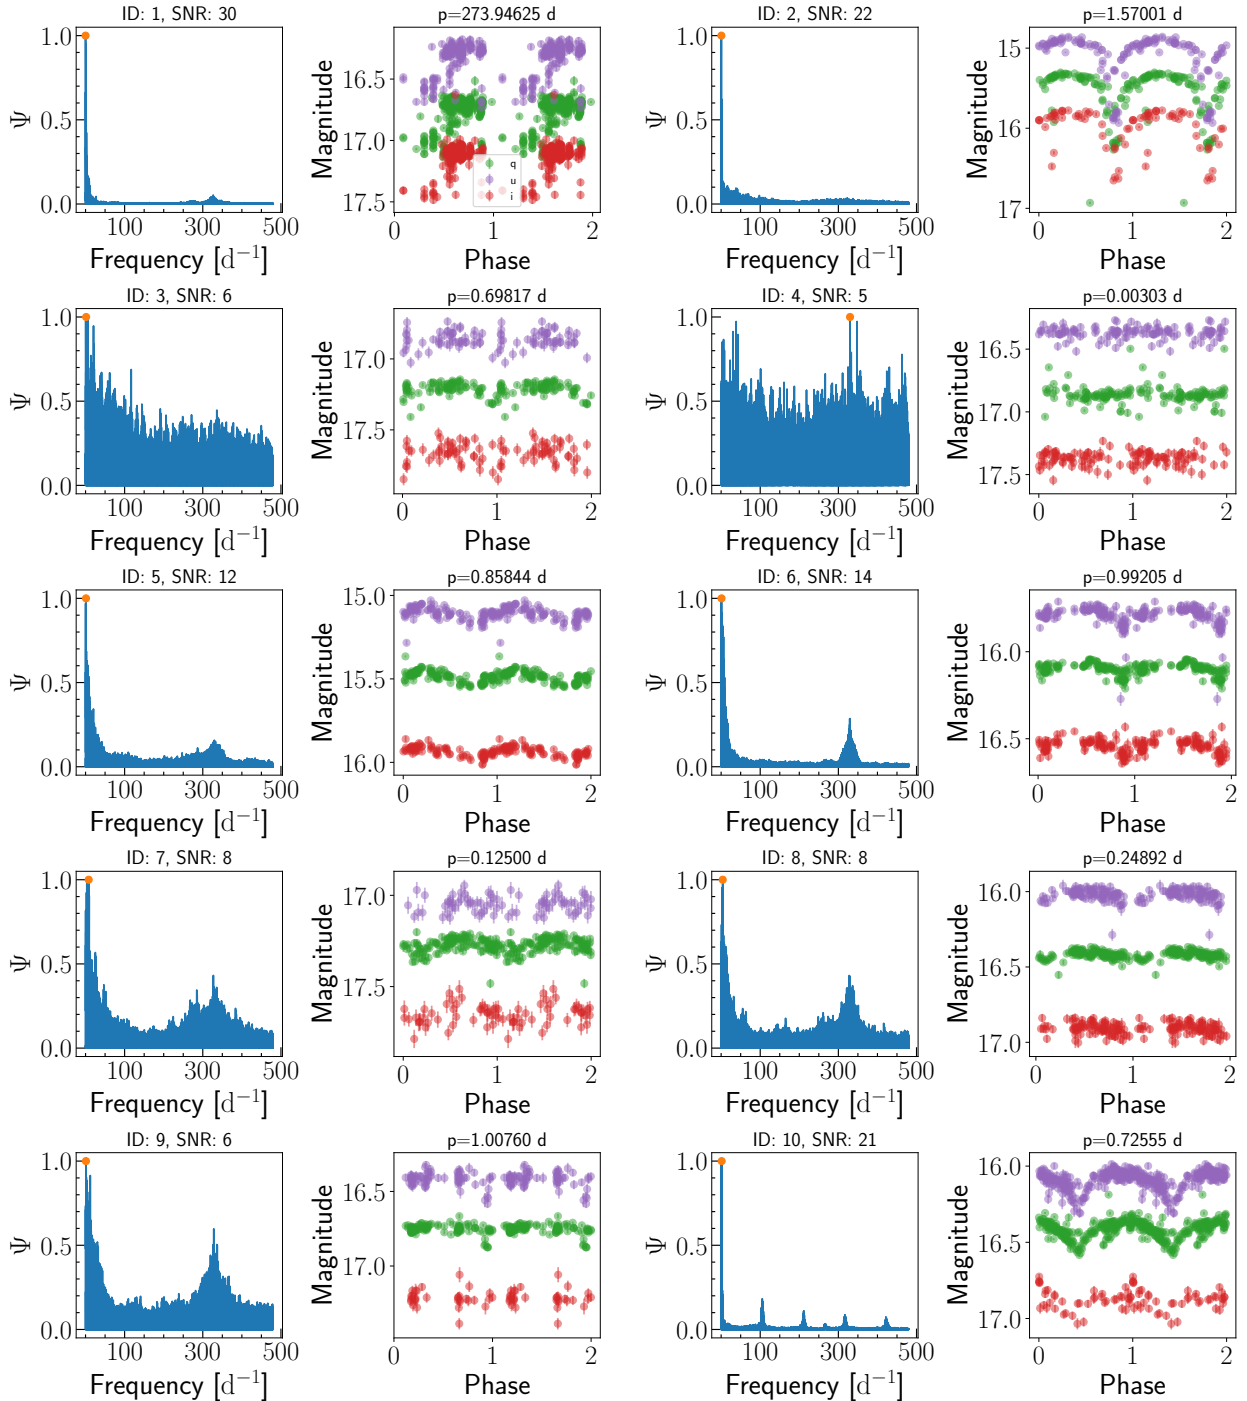 ID: 1, SNR: 30
1.0
0.5
0.0
Ψ
100 300 500
Frequency [d⁻¹]
p=273.94625 d
16.5
17.0
17.5
Magnitude
q
u
i
0 1 2
Phase
ID: 2, SNR: 22
1.0
0.5
0.0
Ψ
100 300 500
Frequency [d⁻¹]
p=1.57001 d
15
16
17
Magnitude
0 1 2
Phase
ID: 3, SNR: 6
1.0
0.5
0.0
Ψ
100 300 500
Frequency [d⁻¹]
p=0.69817 d
17.0
17.5
Magnitude
0 1 2
Phase
ID: 4, SNR: 5
1.0
0.5
0.0
Ψ
100 300 500
Frequency [d⁻¹]
p=0.00303 d
16.5
17.0
17.5
Magnitude
0 1 2
Phase
ID: 5, SNR: 12
1.0
0.5
0.0
Ψ
100 300 500
Frequency [d⁻¹]
p=0.85844 d
15.0
15.5
16.0
Magnitude
0 1 2
Phase
ID: 6, SNR: 14
1.0
0.5
0.0
Ψ
100 300 500
Frequency [d⁻¹]
p=0.99205 d
16.0
16.5
Magnitude
0 1 2
Phase
ID: 7, SNR: 8
1.0
0.5
0.0
Ψ
100 300 500
Frequency [d⁻¹]
p=0.12500 d
17.0
17.5
Magnitude
0 1 2
Phase
ID: 8, SNR: 8
1.0
0.5
0.0
Ψ
100 300 500
Frequency [d⁻¹]
p=0.24892 d
16.0
16.5
17.0
Magnitude
0 1 2
Phase
ID: 9, SNR: 6
1.0
0.5
0.0
Ψ
100 300 500
Frequency [d⁻¹]
p=1.00760 d
16.5
17.0
Magnitude
0 1 2
Phase
ID: 10, SNR: 21
1.0
0.5
0.0
Ψ
100 300 500
Frequency [d⁻¹]
p=0.72555 d
16.0
16.5
17.0
Magnitude
0 1 2
Phase